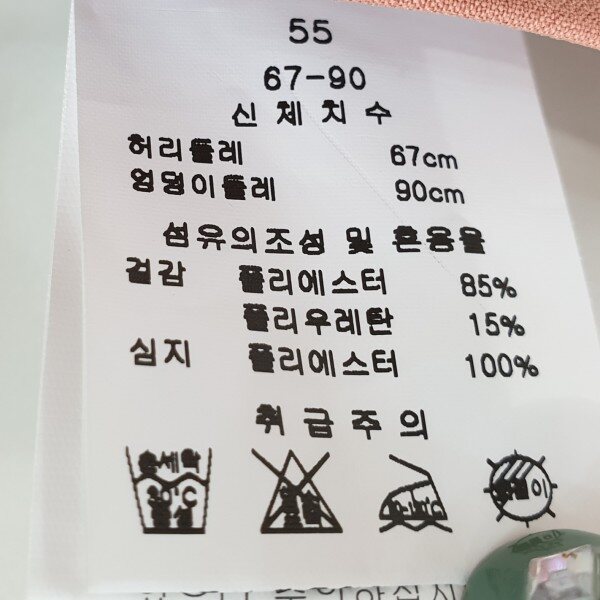 55
67-90
신체치수
허리둘레 67cm
엉덩이둘레 90cm
섬유의조성 및 혼용율
겉감 폴리에스터 85%
폴리우레탄 15%
심지 폴리에스터 100%
취급주의